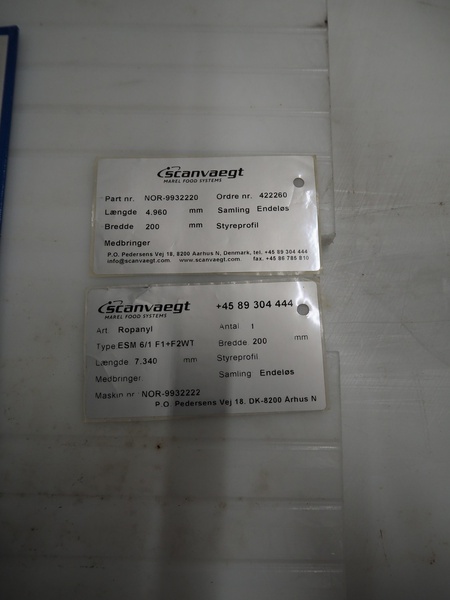 scanvaegt
MAREL FOOD SYSTEMS
Part nr. NOR-9932220 Ordre nr. 422260
Længde 4.960 mm Samling Endeløs
Bredde 200 mm Styreprofil
Medbringer
P.O. Pedersens Vej 18, 8200 Aarhus N, Denmark, tel. +45 89 304 444
info@scanvaegt.com www.scanvaegt.com fax. +45 86 785 810
scanvaegt +45 89 304 444
MAREL FOOD SYSTEMS
Art. Ropanyl Antal 1
Type ESM 6/1 F1+F2WT Bredde 200 mm
Længde 7.340 mm Styreprofil
Medbringer Samling Endeløs
Maskin nr NOR-9932222
P.O. Pedersens Vej 18. DK-8200 Århus N